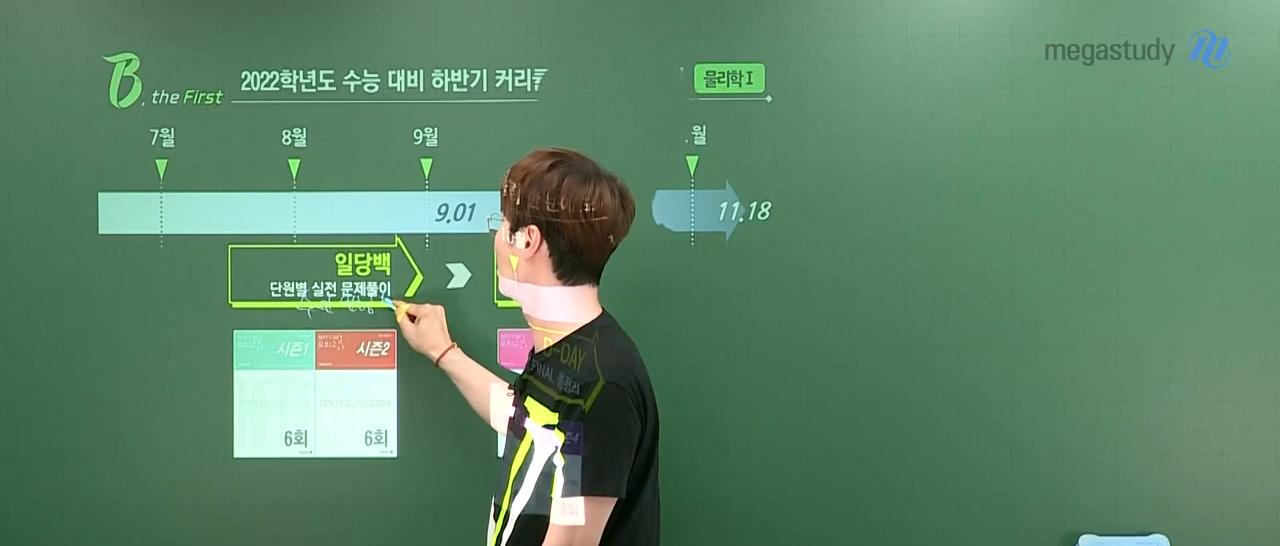 megastudy
B, the First
2022학년도 수능 대비 하반기 커리
물리학 I
7월
8월
9월
월
9.01
11.18
일당백
단원별 실전 문제풀이
시즌1
시즌2
6회
6회
D-DAY
FINAL 총정리